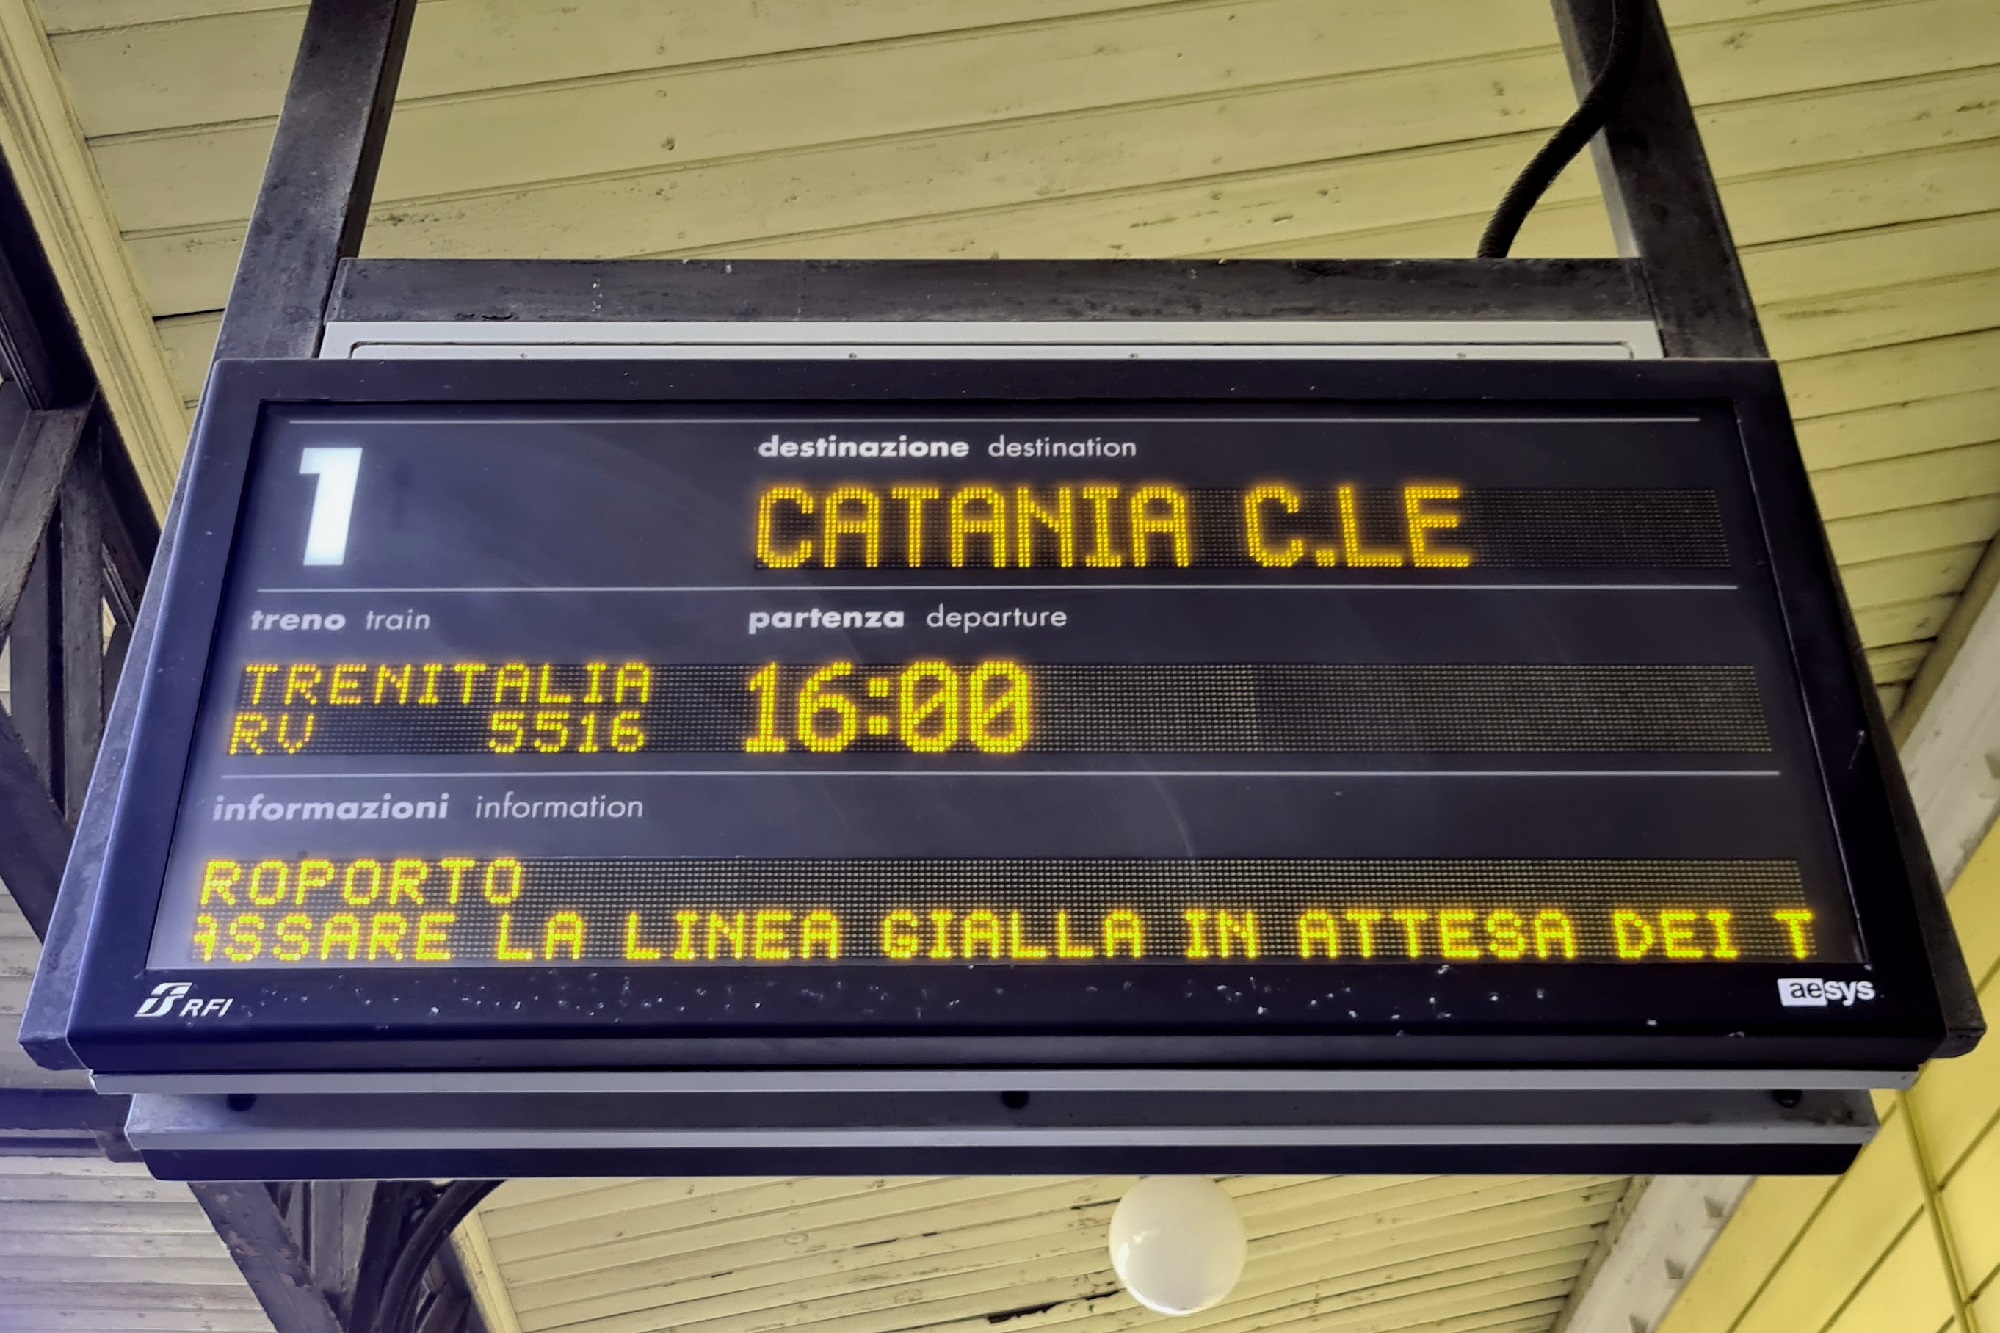 1
destinazione destination
CATANIA C.LE
treno train
partenza departure
TRENITALIA
RV 5516
16:00
informazioni information
ROPORTO
ASSARE LA LINEA GIALLA IN ATTESA DEI T
RFI
aesys